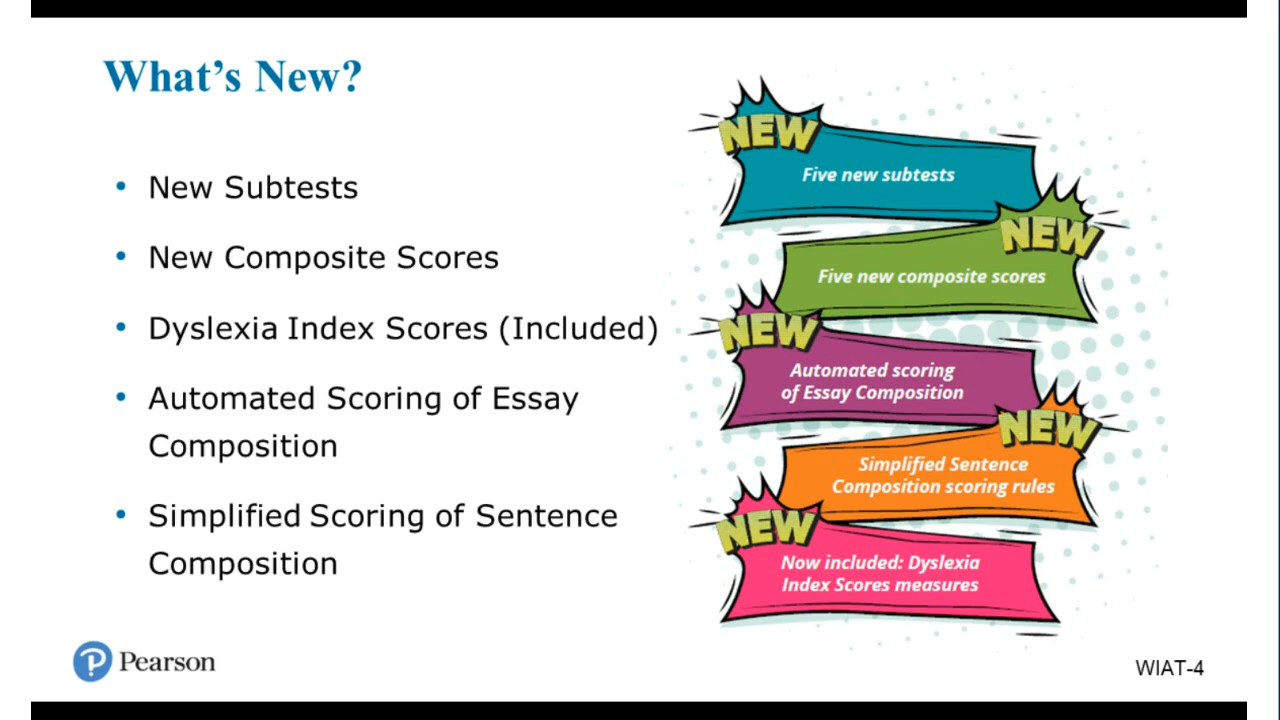 What's New?
• New Subtests
• New Composite Scores
• Dyslexia Index Scores (Included)
• Automated Scoring of Essay
Composition
• Simplified Scoring of Sentence
Composition
NEW
Five new subtests
NEW
Five new composite scores
NEW
Automated scoring
of Essay Composition
NEW
Simplified Sentence
Composition scoring rules
NEW
Now included: Dyslexia
Index Scores measures
P Pearson
WIAT-4